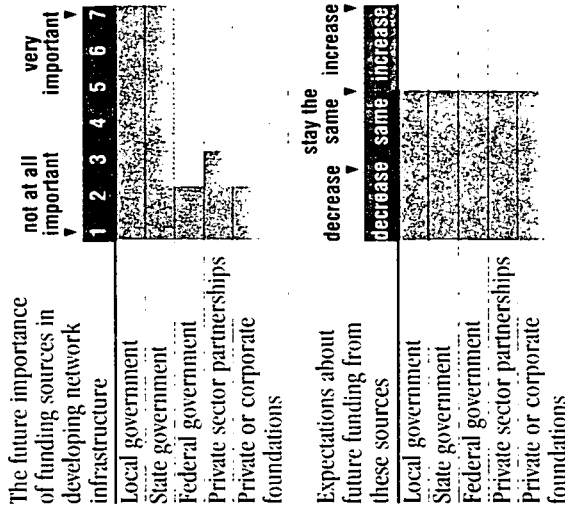 The future importance
of funding sources in
developing network
infrastructure
not at all
important
very
important
1 2 3 4 5 6 7
Local government
State government
Federal government
Private sector partnerships
Private or corporate
foundations
Expectations about
future funding from
these sources
decrease
stay the
same
increase
decrease same increase
Local government
State government
Federal government
Private sector partnerships
Private or corporate
foundations